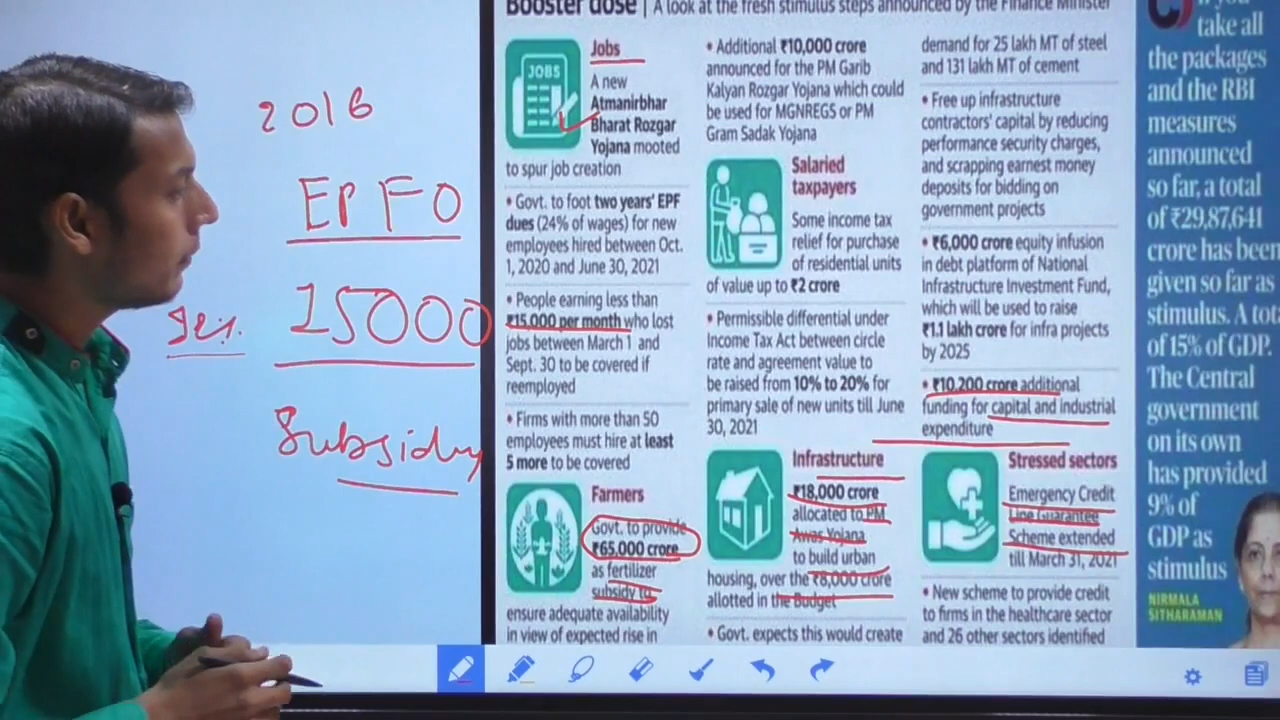 2016
EPFO
15000
Subsidy
Booster dose | A look at the fresh stimulus steps announced by the Finance Minister
JOBS
Jobs
A new
Atmanirbhar
Bharat Rozgar
Yojana mooted
to spur job creation
• Govt. to foot two years' EPF
dues (24% of wages) for new
employees hired between Oct.
1, 2020 and June 30, 2021
• People earning less than
₹15,000 per month who lost
jobs between March 1 and
Sept. 30 to be covered if
reemployed
• Firms with more than 50
employees must hire at least
5 more to be covered
Farmers
Govt. to provide
₹65,000 crore
as fertilizer
subsidy to
ensure adequate availability
in view of expected rise in
• Additional ₹10,000 crore
announced for the PM Garib
Kalyan Rozgar Yojana which could
be used for MGNREGS or PM
Gram Sadak Yojana
Salaried
taxpayers
Some income tax
relief for purchase
of residential units
of value up to ₹2 crore
• Permissible differential under
Income Tax Act between circle
rate and agreement value to
be raised from 10% to 20% for
primary sale of new units till June
30, 2021
Infrastructure
₹18,000 crore
allocated to PM
Awas Yojana
to build urban
housing, over the ₹8,000 crore
allotted in the Budget
• Govt. expects this would create
demand for 25 lakh MT of steel
and 131 lakh MT of cement
• Free up infrastructure
contractors' capital by reducing
performance security charges,
and scrapping earnest money
deposits for bidding on
government projects
• ₹6,000 crore equity infusion
in debt platform of National
Infrastructure Investment Fund,
which will be used to raise
₹1.1 lakh crore for infra projects
by 2025
• ₹10,200 crore additional
funding for capital and industrial
expenditure
Stressed sectors
Emergency Credit
Line Guarantee
Scheme extended
till March 31, 2021
• New scheme to provide credit
to firms in the healthcare sector
and 26 other sectors identified
If you
take all
the packages
and the RBI
measures
announced
so far, a total
of ₹29,87,641
crore has been
given so far as
stimulus. A tot
of 15% of GDP.
The Central
government
on its own
has provided
9% of
GDP as
stimulus
NIRMALA
SITHARAMAN